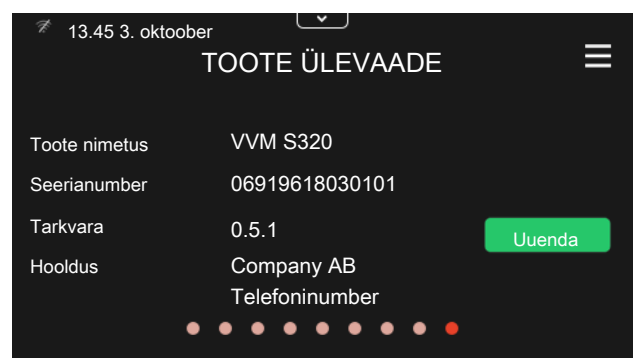 13.45 3. oktoober
TOOTE ÜLEVAADE
Toote nimetus VVM S320
Seerianumber 06919618030101
Tarkvara 0.5.1 Uuenda
Hooldus Company AB
Telefoninumber